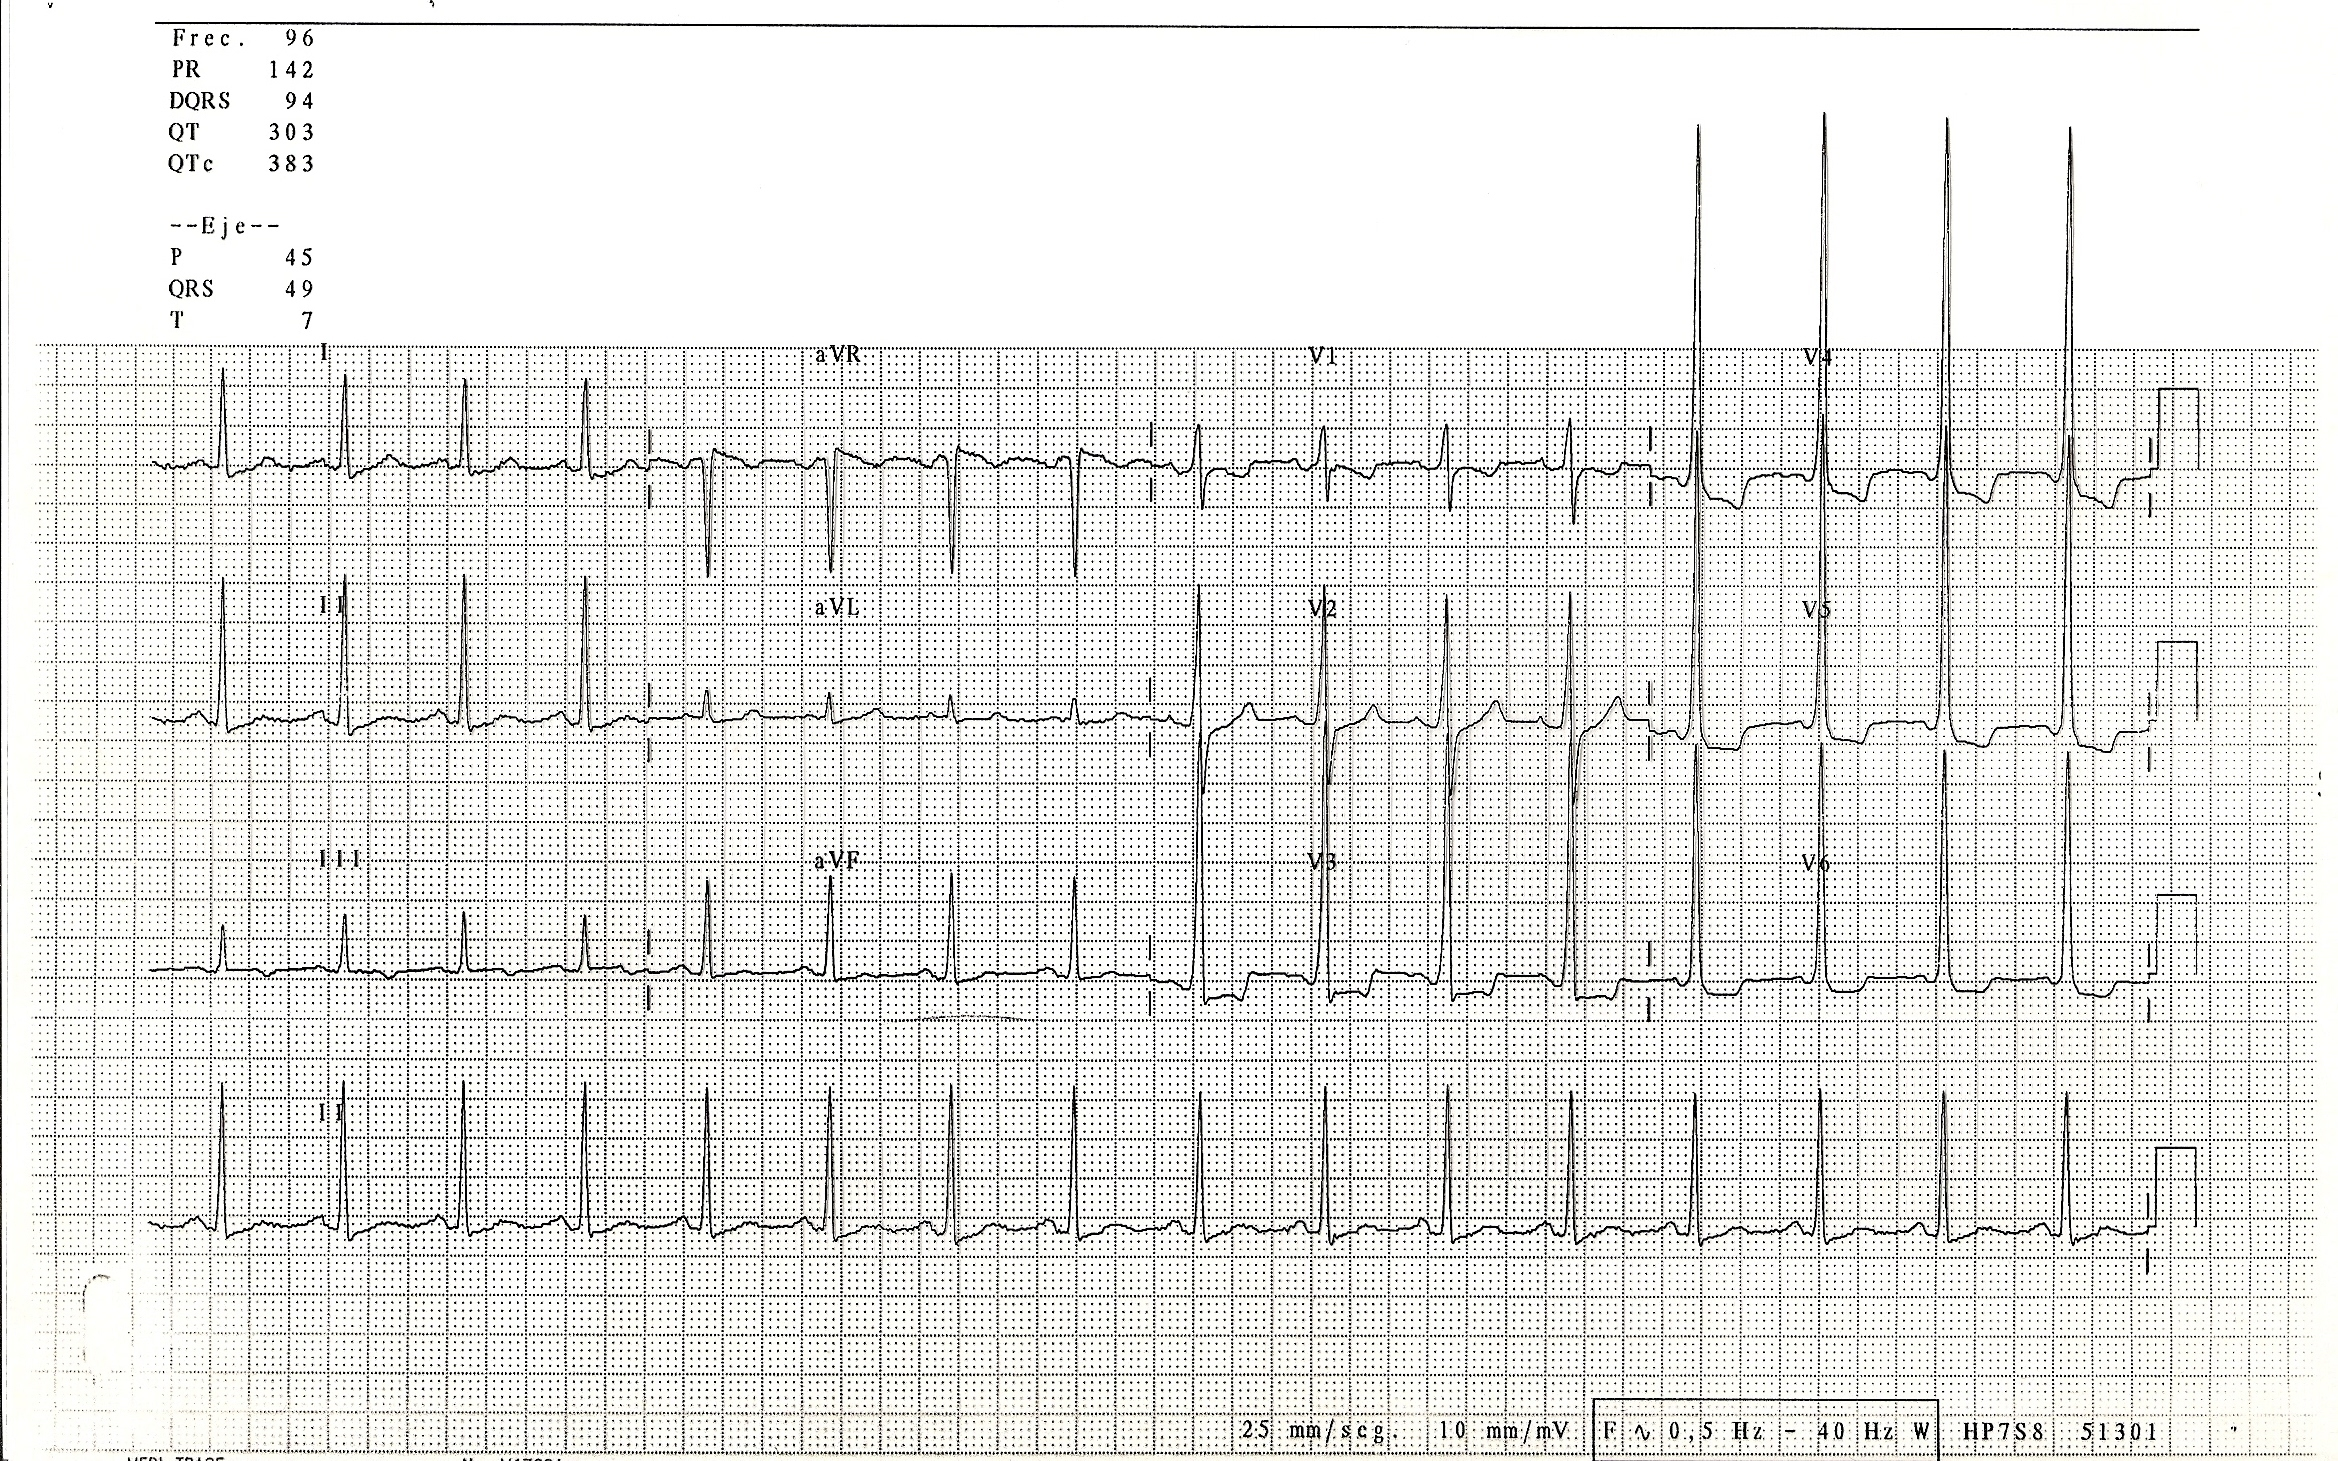 Frec. 96
PR 142
DQRS 94
QT 303
QTc 383
--Eje--
P 45
QRS 49
T 7
I aVR V1 V4
II aVL V2 V5
III aVF V3 V6
II
25 mm/seg. 10 mm/mV F ∿ 0,5 Hz - 40 Hz W HP7S8 51301